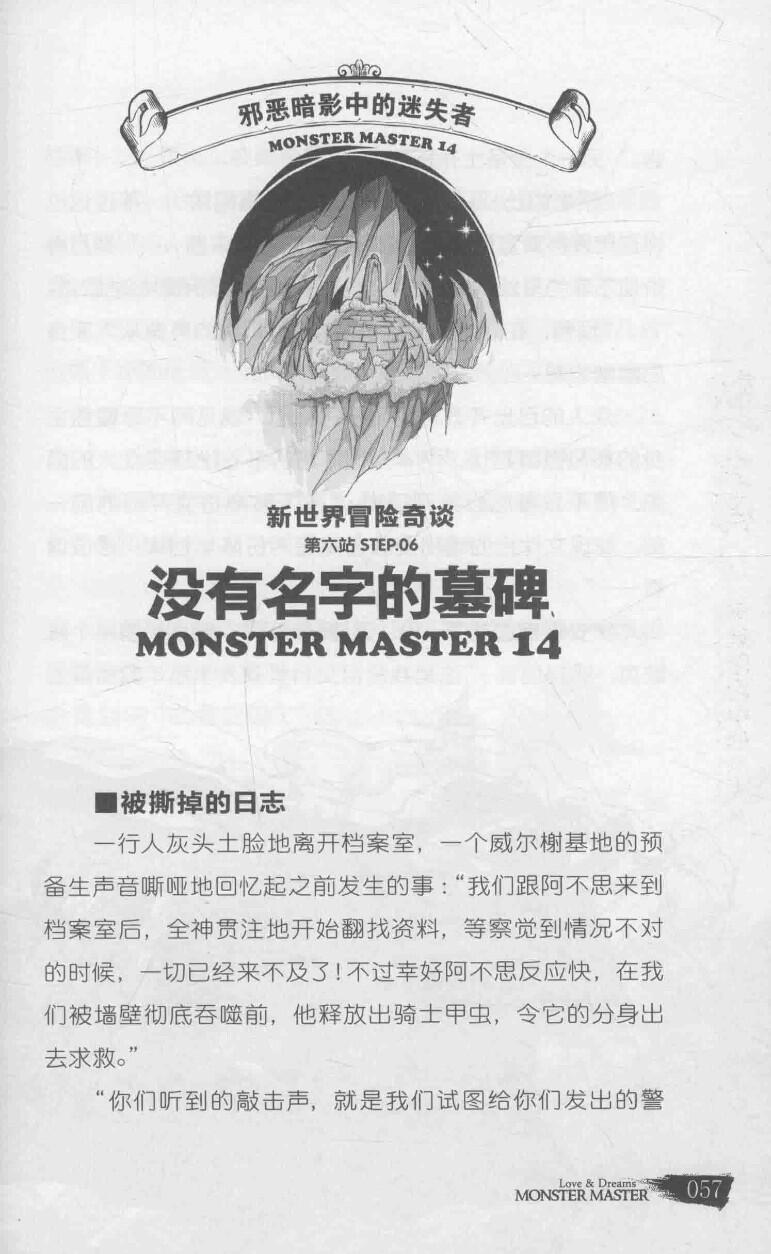 邪恶暗影中的迷失者
MONSTER MASTER 14
新世界冒险奇谈
第六站 STEP.06
没有名字的墓碑
MONSTER MASTER 14
■被撕掉的日志
一行人灰头土脸地离开档案室，一个威尔榭基地的预
备生声音嘶哑地回忆起之前发生的事：“我们跟阿不思来到
档案室后，全神贯注地开始翻找资料，等察觉到情况不对
的时候，一切已经来不及了！不过幸好阿不思反应快，在我
们被墙壁彻底吞噬前，他释放出骑士甲虫，令它的分身出
去求救。”
“你们听到的敲击声，就是我们试图给你们发出的警
Love & Dreams
MONSTER MASTER
057